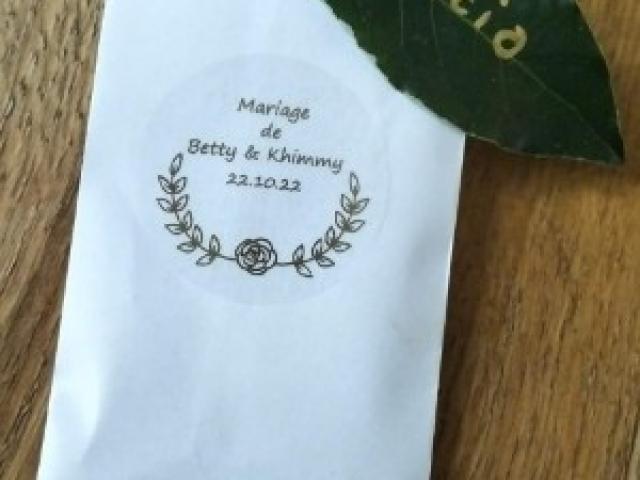 Mariage
de
Betty & Khimmy
22.10.22